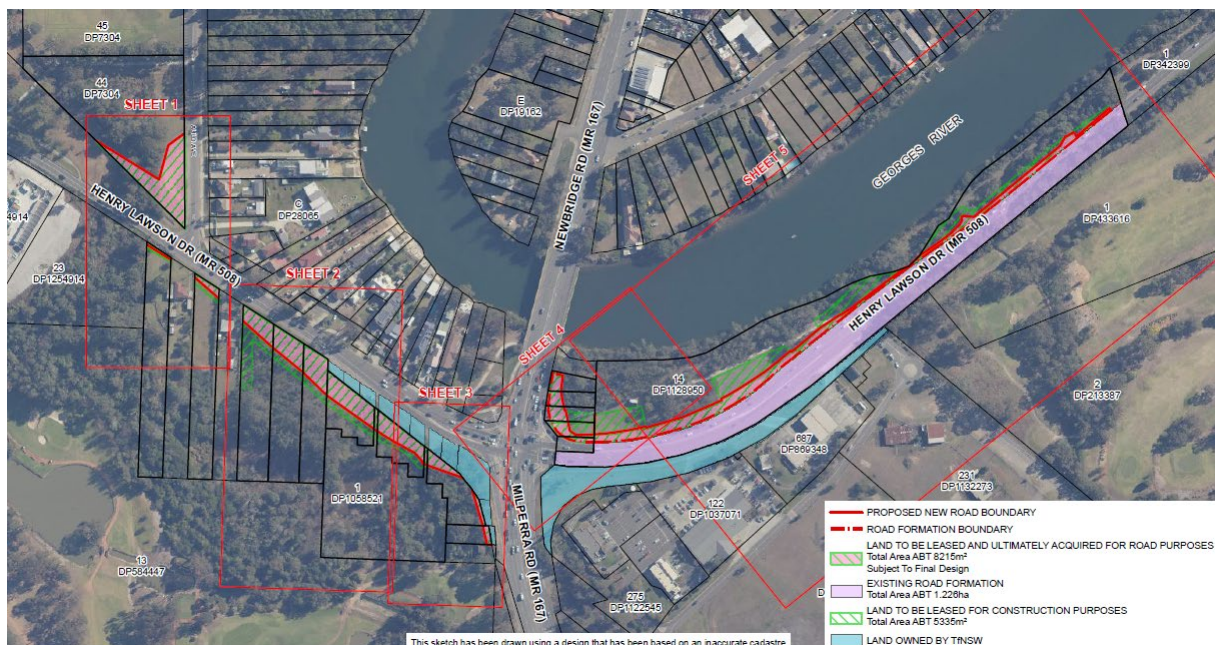 45
DP7304
44
DP7304
SHEET 1
HENRY LAWSON DR (MR 508)
C
DP28065
4914
23
DP1254914
SHEET 2
SHEET 3
SHEET 4
SHEET 5
E
DP19162
NEWBRIDGE RD (MR 167)
GEORGES RIVER
1
DP342399
1
DP433616
HENRY LAWSON DR (MR 508)
2
DP213387
14
DP1128950
687
DP869348
231
DP1132273
122
DP1037071
1
DP1058521
MILPERRA RD (MR 167)
13
DP584447
275
DP1122545
D
PROPOSED NEW ROAD BOUNDARY
ROAD FORMATION BOUNDARY
LAND TO BE LEASED AND ULTIMATELY ACQUIRED FOR ROAD PURPOSES
Total Area ABT 8215m²
Subject To Final Design
EXISTING ROAD FORMATION
Total Area ABT 1.226ha
LAND TO BE LEASED FOR CONSTRUCTION PURPOSES
Total Area ABT 5335m²
LAND OWNED BY TfNSW
This sketch has been drawn using a design that has been based on an inaccurate cadastre